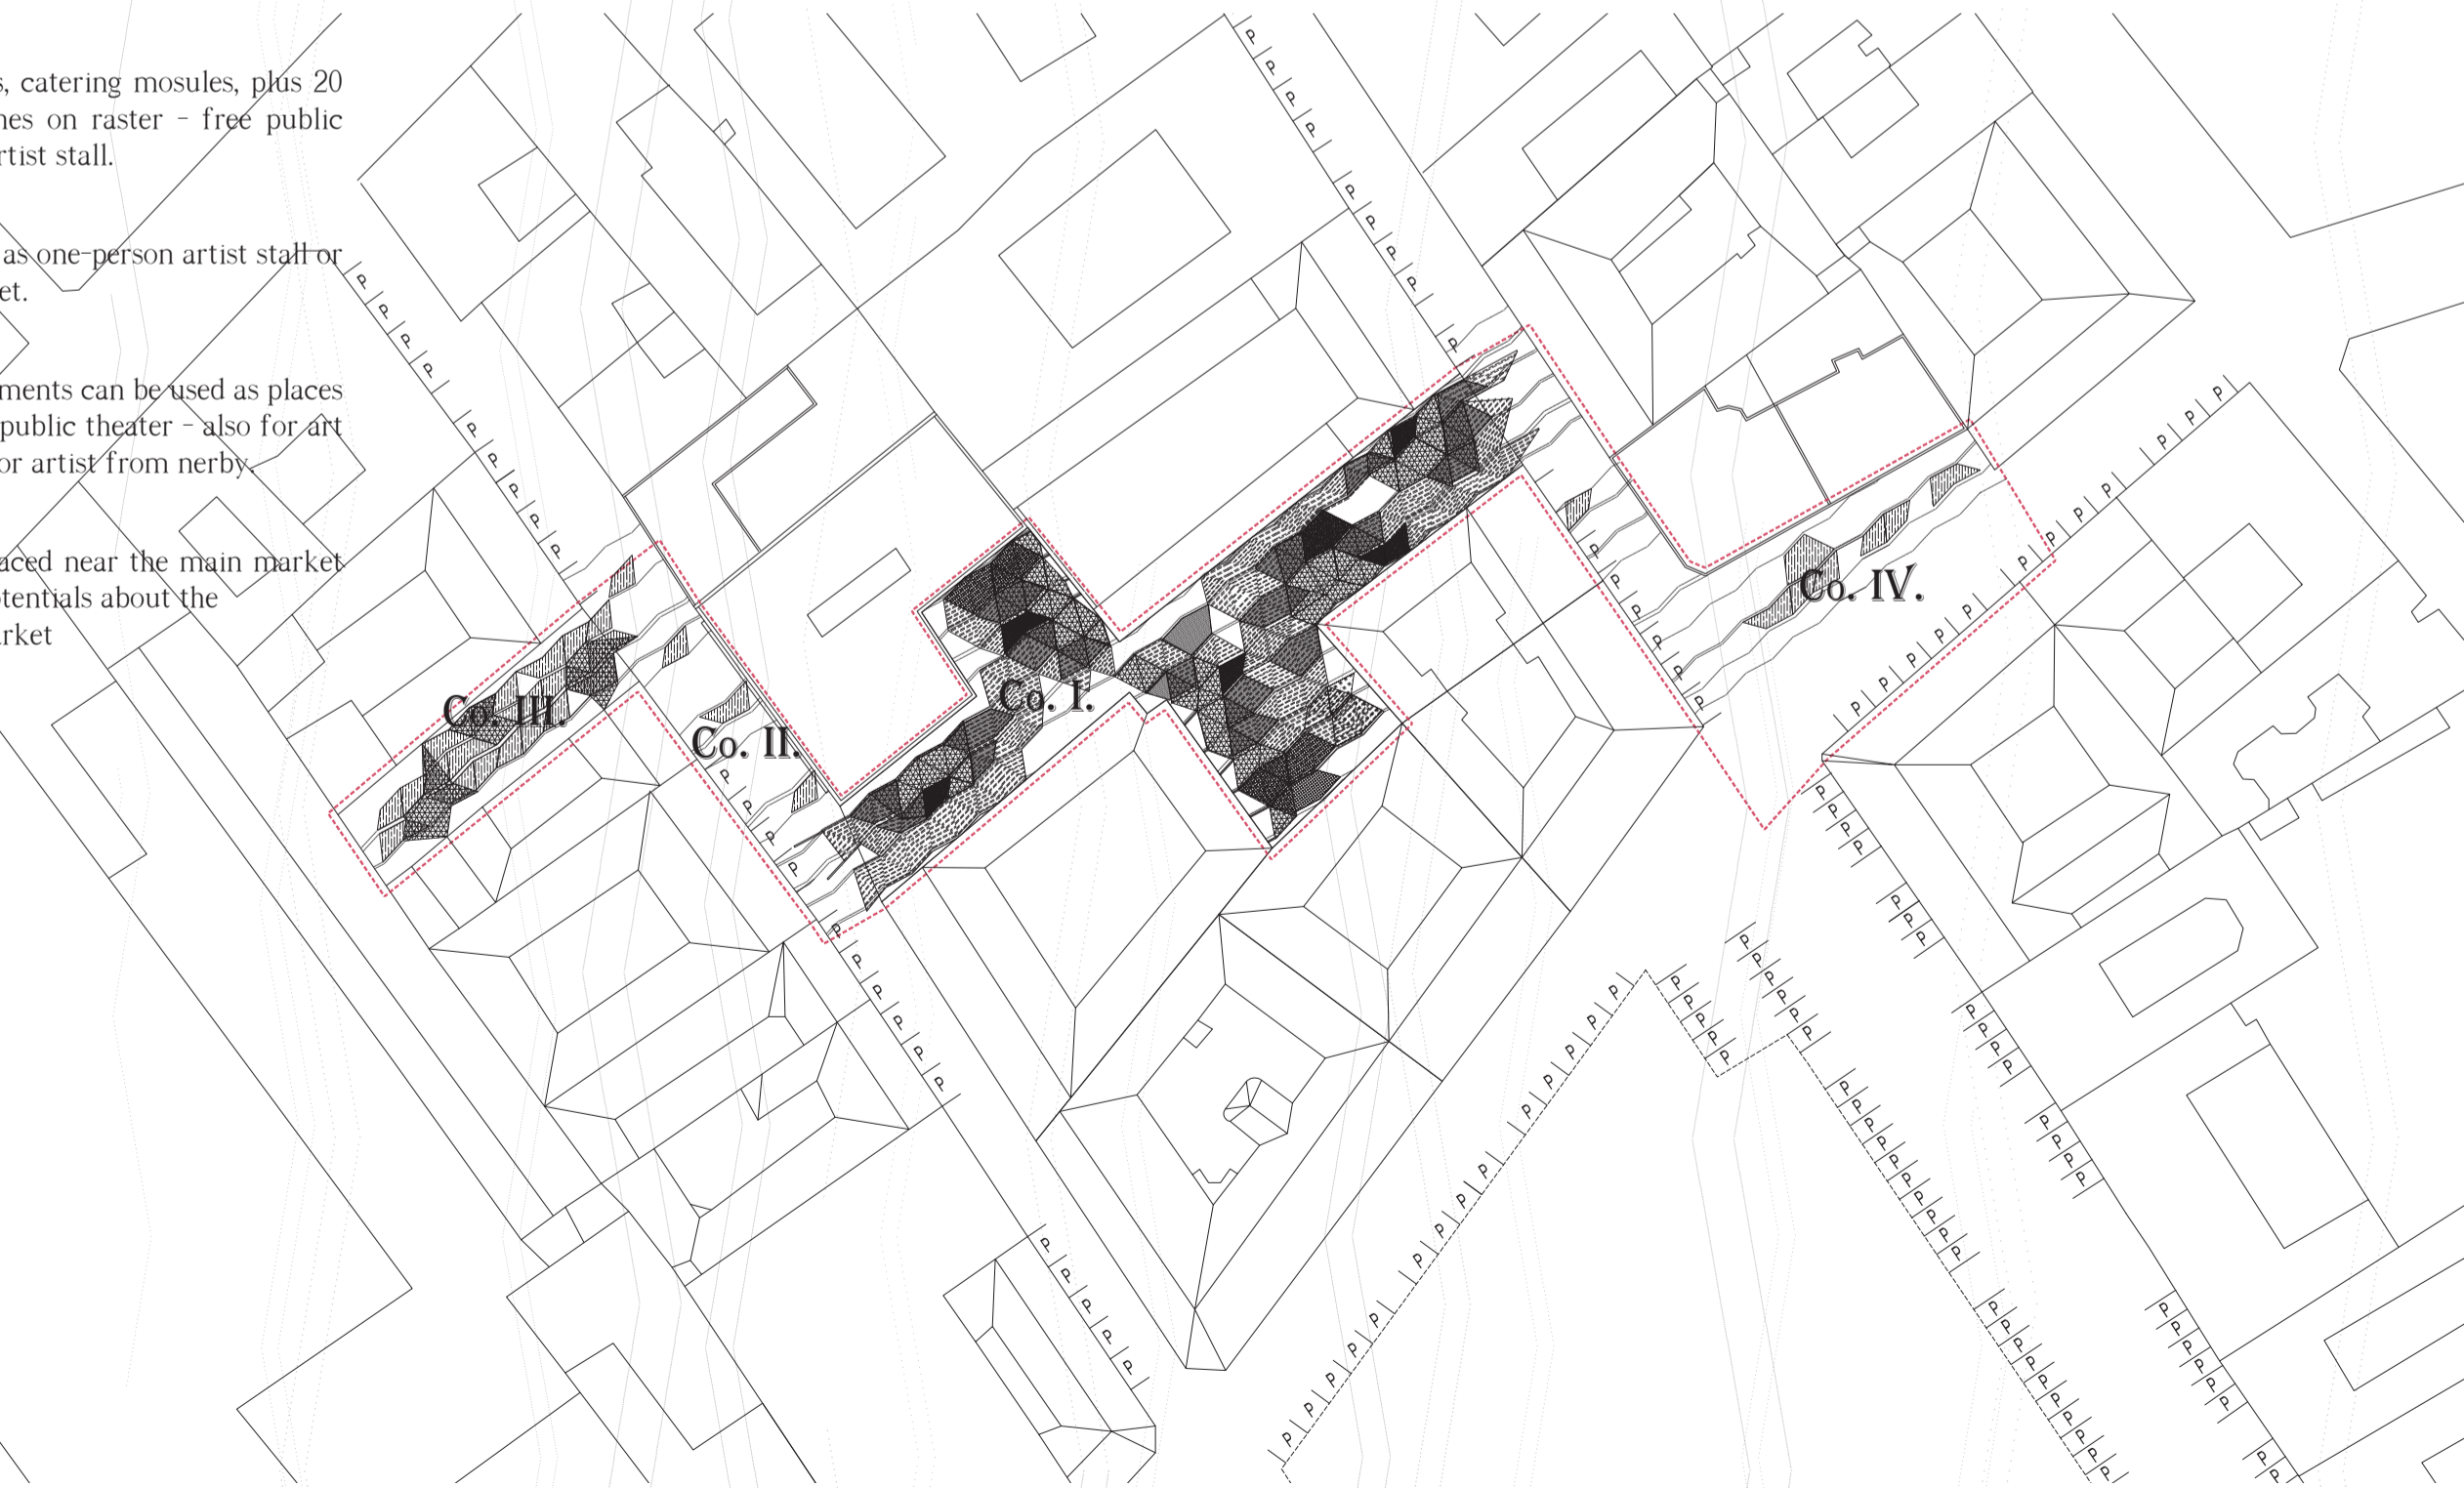 s, catering mosules, plus 20
nes on raster - free public
rtist stall.
as one-person artist stall or
et.
ments can be used as places
public theater - also for art
or artist from nerby.
aced near the main market
otentials about the
arket
Co. III.
Co. II.
Co. I.
Co. IV.
P